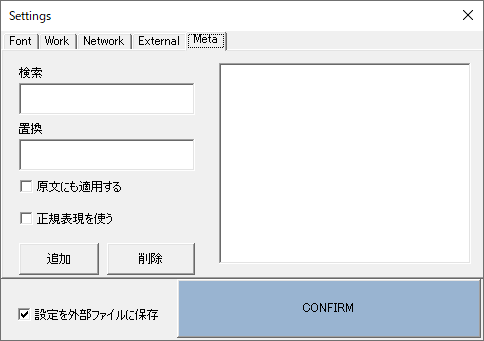 Settings
Font Work Network External Meta
検索
置換
原文にも適用する
正規表現を使う
追加 削除
設定を外部ファイルに保存 CONFIRM